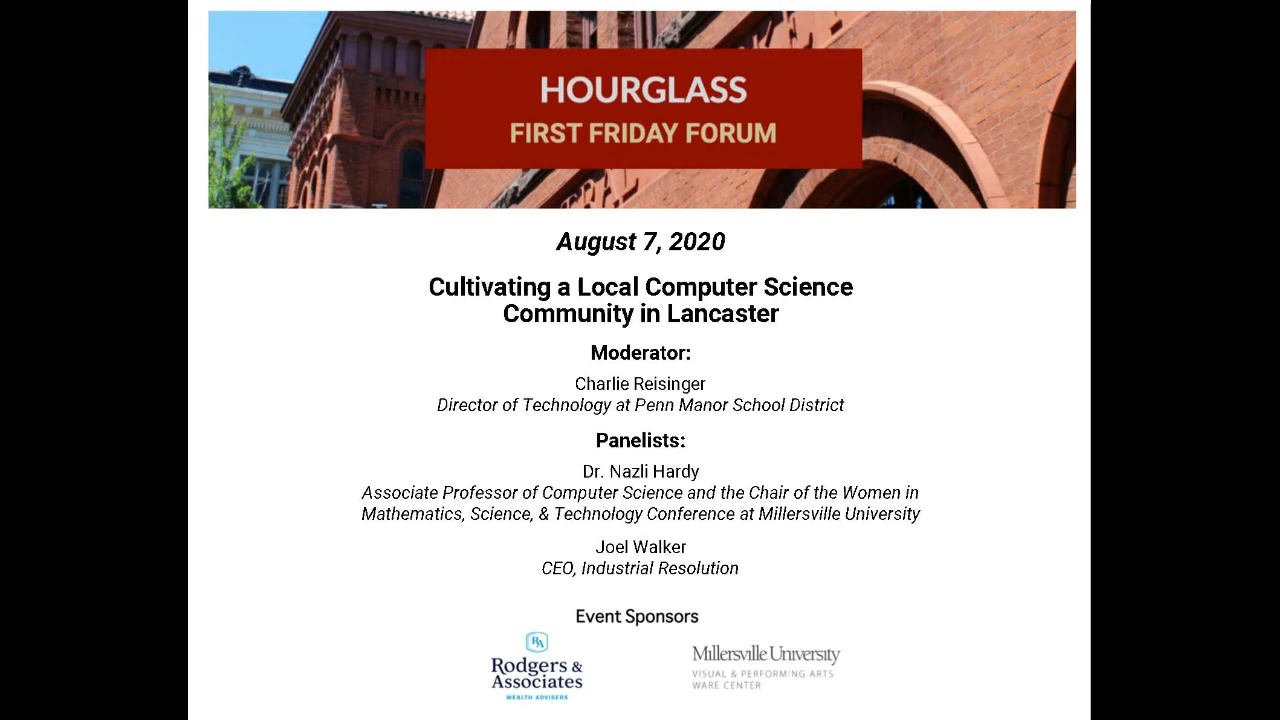 HOURGLASS
FIRST FRIDAY FORUM
August 7, 2020
Cultivating a Local Computer Science
Community in Lancaster
Moderator:
Charlie Reisinger
Director of Technology at Penn Manor School District
Panelists:
Dr. Nazli Hardy
Associate Professor of Computer Science and the Chair of the Women in
Mathematics, Science, & Technology Conference at Millersville University
Joel Walker
CEO, Industrial Resolution
Event Sponsors
RA
Rodgers &
Associates
WEALTH ADVISERS
Millersville University
VISUAL & PERFORMING ARTS
WARE CENTER